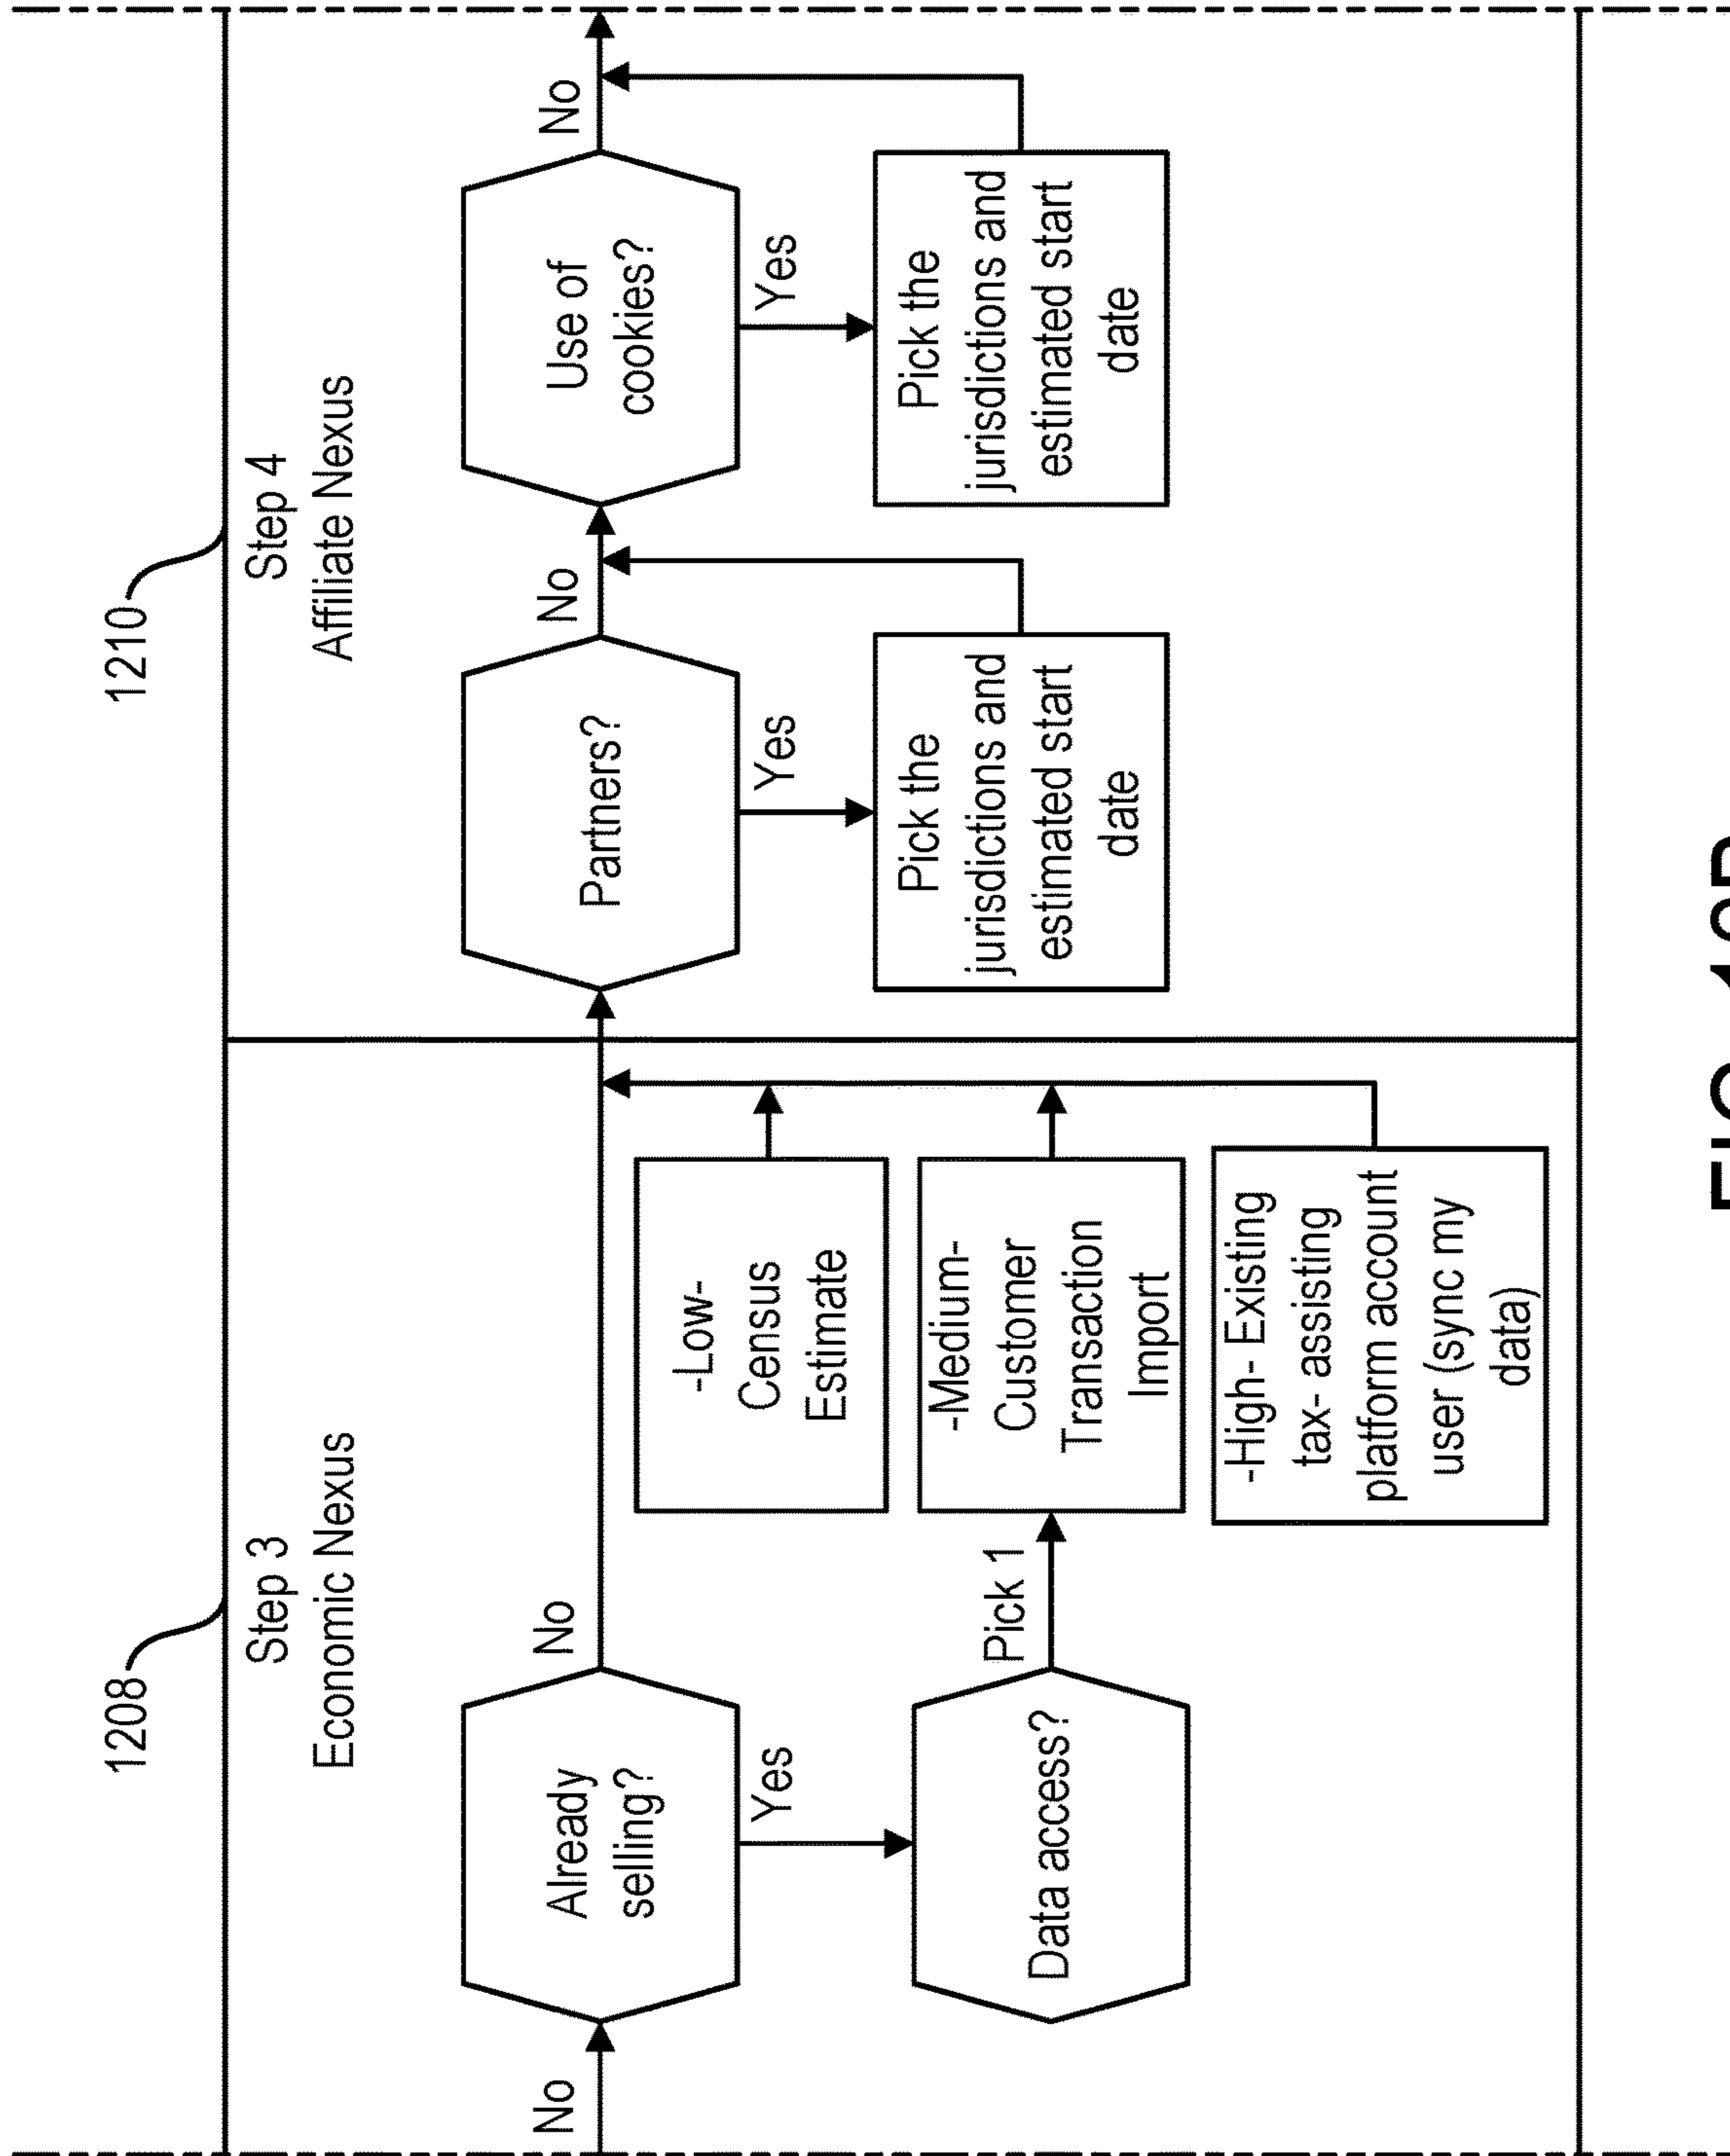 1208
Step 3
Economic Nexus
No
Already
selling?
No
Yes
Data access?
Pick 1
-Low-
Census
Estimate
-Medium-
Customer
Transaction
Import
-High- Existing
tax- assisting
platform account
user (sync my
data)
1210
Step 4
Affiliate Nexus
Partners?
No
Yes
Pick the
jurisdictions and
estimated start
date
Use of
cookies?
No
Yes
Pick the
jurisdictions and
estimated start
date